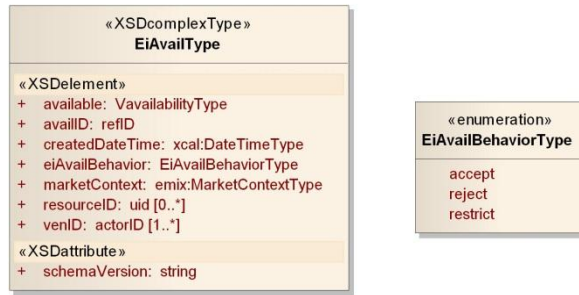 «XSDcomplexType»
EiAvailType
«XSDelement»
+ available: VavailabilityType
+ availID: refID
+ createdDateTime: xcal:DateTimeType
+ eiAvailBehavior: EiAvailBehaviorType
+ marketContext: emix:MarketContextType
+ resourceID: uid [0..*]
+ venID: actorID [1..*]
«XSDattribute»
+ schemaVersion: string
«enumeration»
EiAvailBehaviorType
accept
reject
restrict